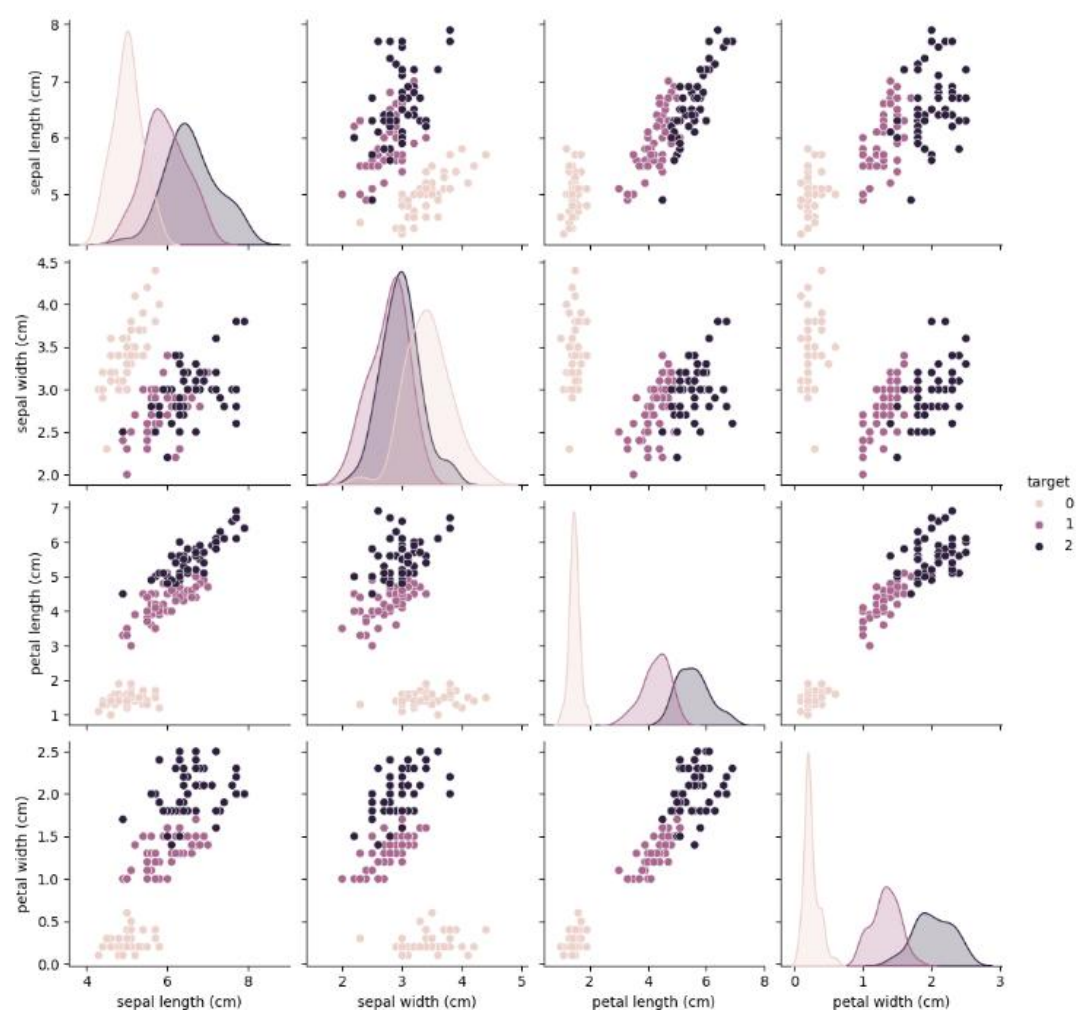 8
7
6
5
sepal length (cm)
4.5
4.0
3.5
3.0
2.5
2.0
sepal width (cm)
target
0
1
2
7
6
5
4
3
2
1
petal length (cm)
2.5
2.0
1.5
1.0
0.5
0.0
petal width (cm)
4 6 8
sepal length (cm)
2 3 4 5
sepal width (cm)
2 4 6 8
petal length (cm)
0 1 2 3
petal width (cm)